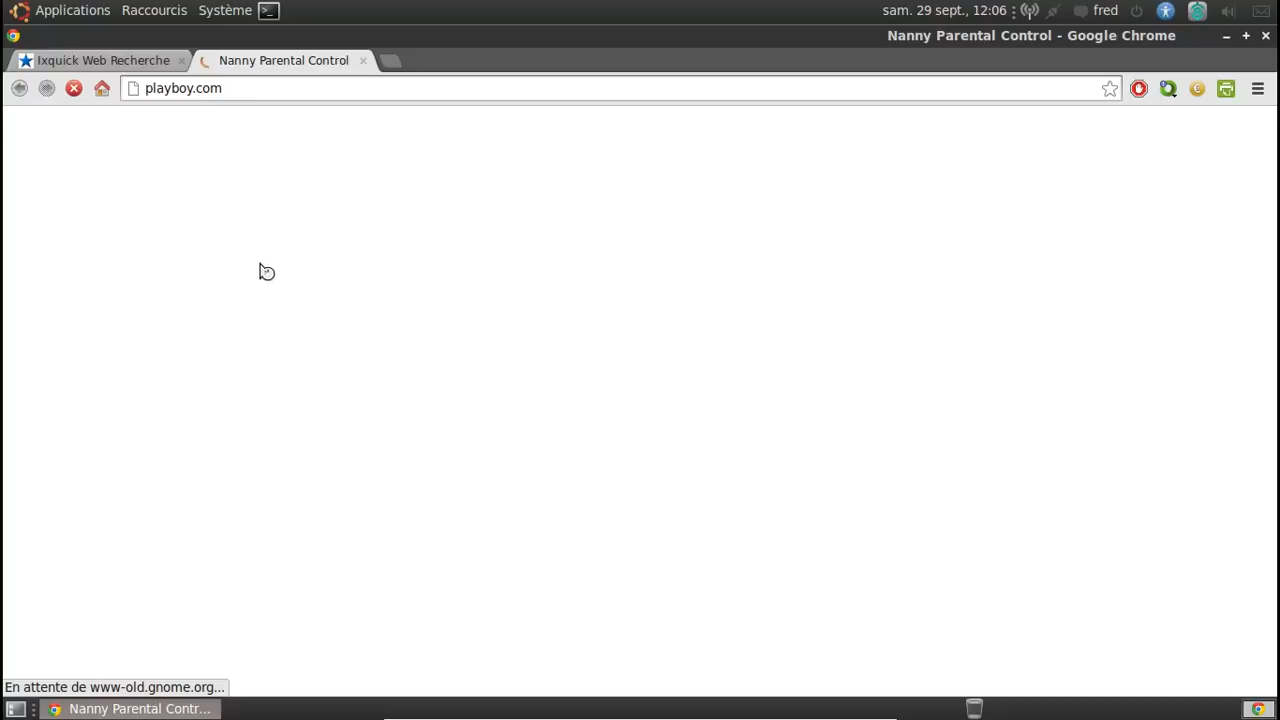 Applications Raccourcis Système sam. 29 sept., 12:06 fred
Nanny Parental Control - Google Chrome
Ixquick Web Recherche Nanny Parental Control
playboy.com
En attente de www-old.gnome.org...
Nanny Parental Contr...